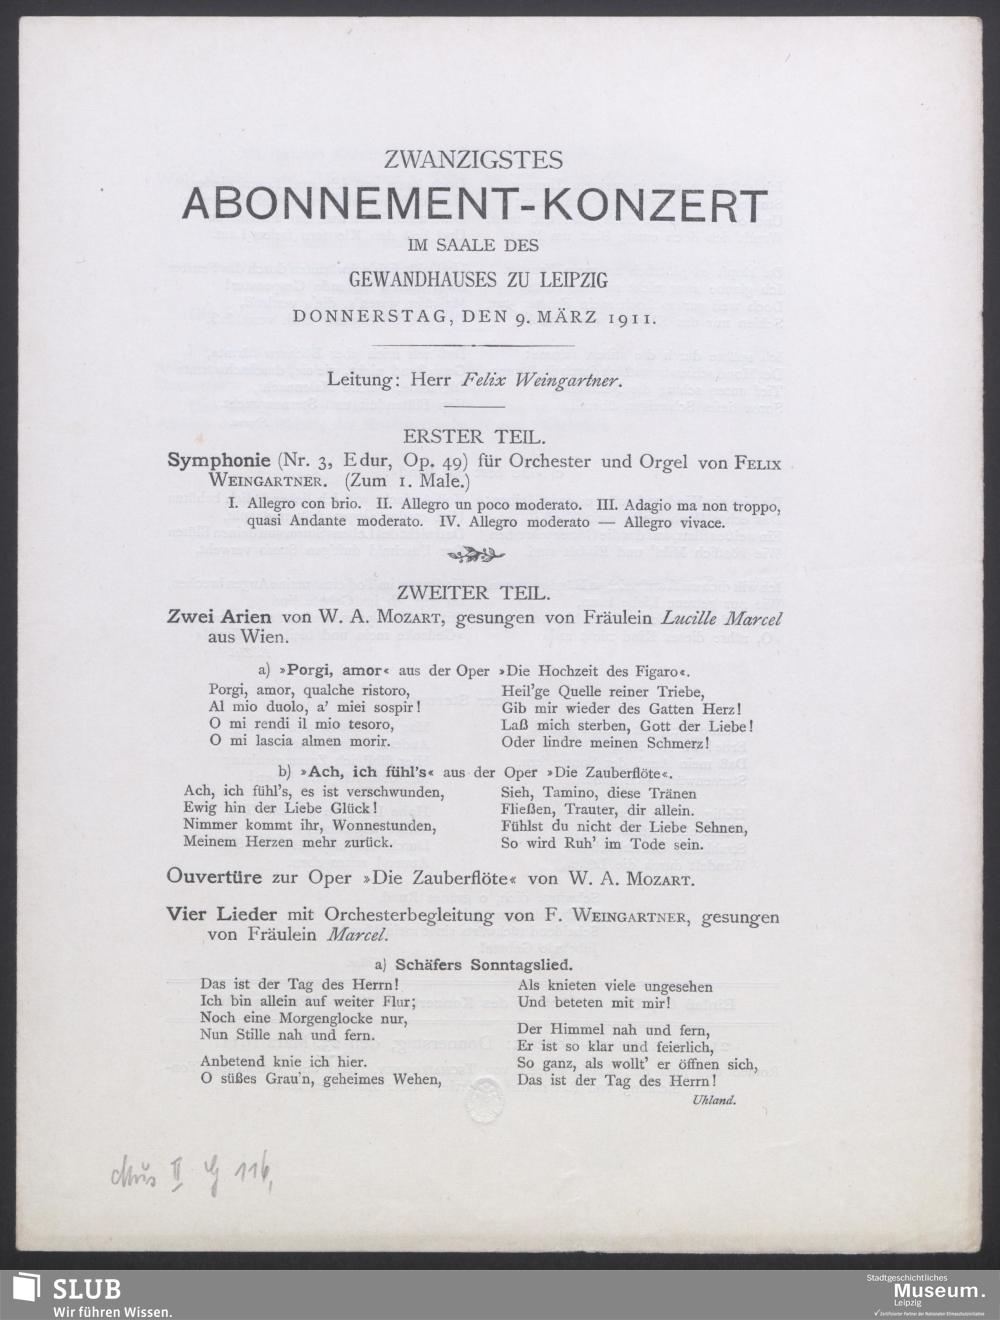 ZWANZIGSTES
ABONNEMENT-KONZERT
IM SAALE DES
GEWANDHAUSES ZU LEIPZIG
DONNERSTAG, DEN 9. MÄRZ 1911.
Leitung: Herr Felix Weingartner.
ERSTER TEIL.
Symphonie (Nr. 3, E dur, Op. 49) für Orchester und Orgel von FELIX
WEINGARTNER. (Zum 1. Male.)
I. Allegro con brio. II. Allegro un poco moderato. III. Adagio ma non troppo,
quasi Andante moderato. IV. Allegro moderato — Allegro vivace.
ZWEITER TEIL.
Zwei Arien von W. A. MOZART, gesungen von Fräulein Lucille Marcel
aus Wien.
a) »Porgi, amor« aus der Oper »Die Hochzeit des Figaro«.
Porgi, amor, qualche ristoro,
Al mio duolo, a' miei sospir!
O mi rendi il mio tesoro,
O mi lascia almen morir.
Heil'ge Quelle reiner Triebe,
Gib mir wieder des Gatten Herz!
Laß mich sterben, Gott der Liebe!
Oder lindre meinen Schmerz!
b) »Ach, ich fühl's« aus der Oper »Die Zauberflöte«.
Ach, ich fühl's, es ist verschwunden,
Ewig hin der Liebe Glück!
Nimmer kommt ihr, Wonnestunden,
Meinem Herzen mehr zurück.
Sieh, Tamino, diese Tränen
Fließen, Trauter, dir allein.
Fühlst du nicht der Liebe Sehnen,
So wird Ruh' im Tode sein.
Ouvertüre zur Oper »Die Zauberflöte« von W. A. MOZART.
Vier Lieder mit Orchesterbegleitung von F. WEINGARTNER, gesungen
von Fräulein Marcel.
a) Schäfers Sonntagslied.
Das ist der Tag des Herrn!
Ich bin allein auf weiter Flur;
Noch eine Morgenglocke nur,
Nun Stille nah und fern.
Anbetend knie ich hier.
O süßes Grau'n, geheimes Wehen,
Als knieten viele ungesehen
Und beteten mit mir!
Der Himmel nah und fern,
Er ist so klar und feierlich,
So ganz, als wollt' er öffnen sich,
Das ist der Tag des Herrn!
Uhland.
Mus II G 116,
SLUB
Wir führen Wissen.
Stadtgeschichtliches
Museum.
Leipzig
Zertifizierter Partner der Nationalen Klimaschutzinitiative